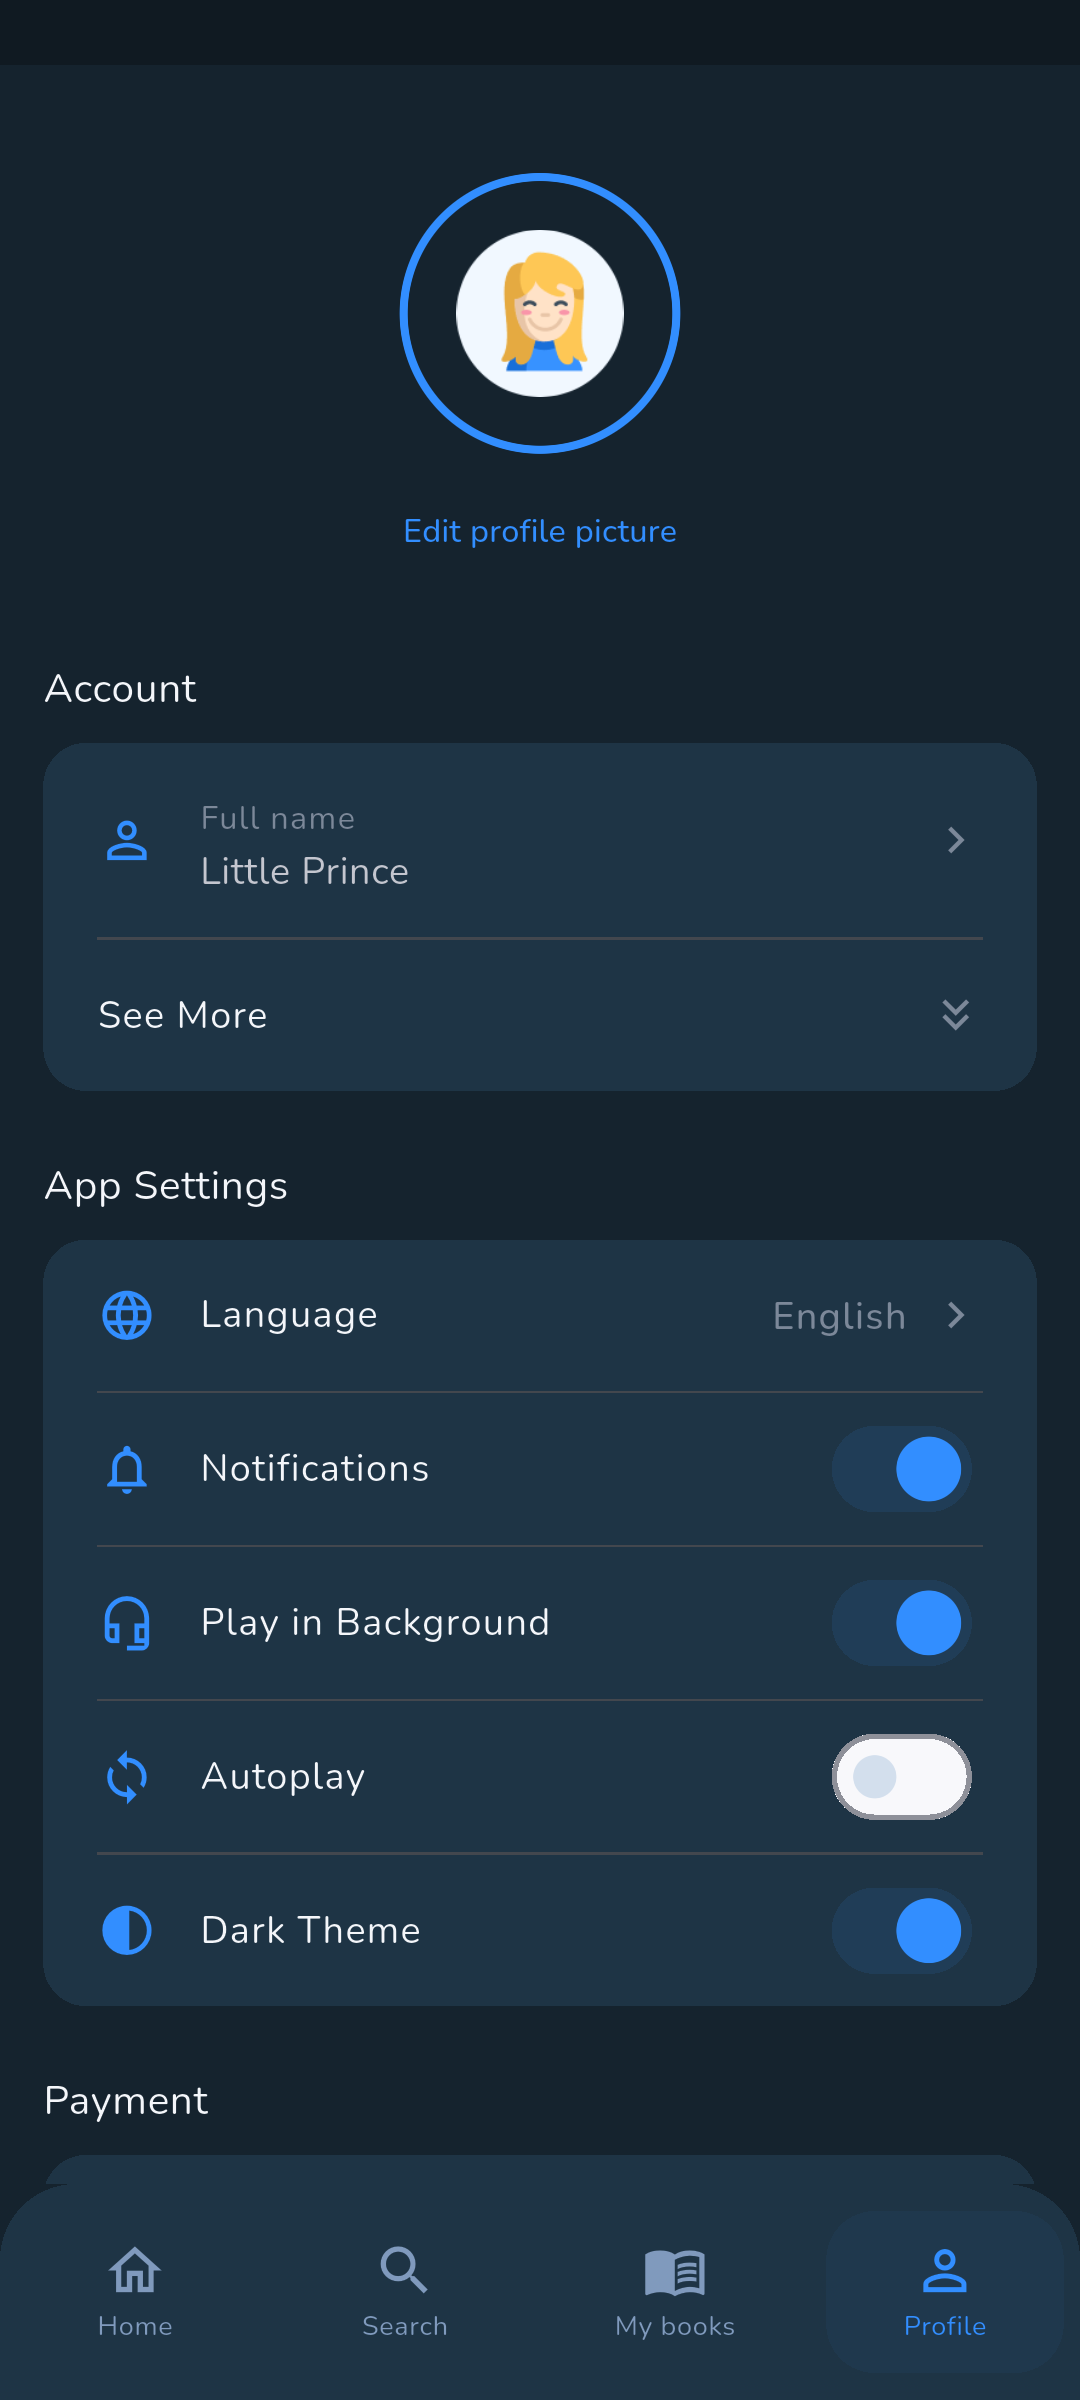 Edit profile picture
Account
Full name
Little Prince
See More
App Settings
Language
English
Notifications
Play in Background
Autoplay
Dark Theme
Payment
Home
Search
My books
Profile